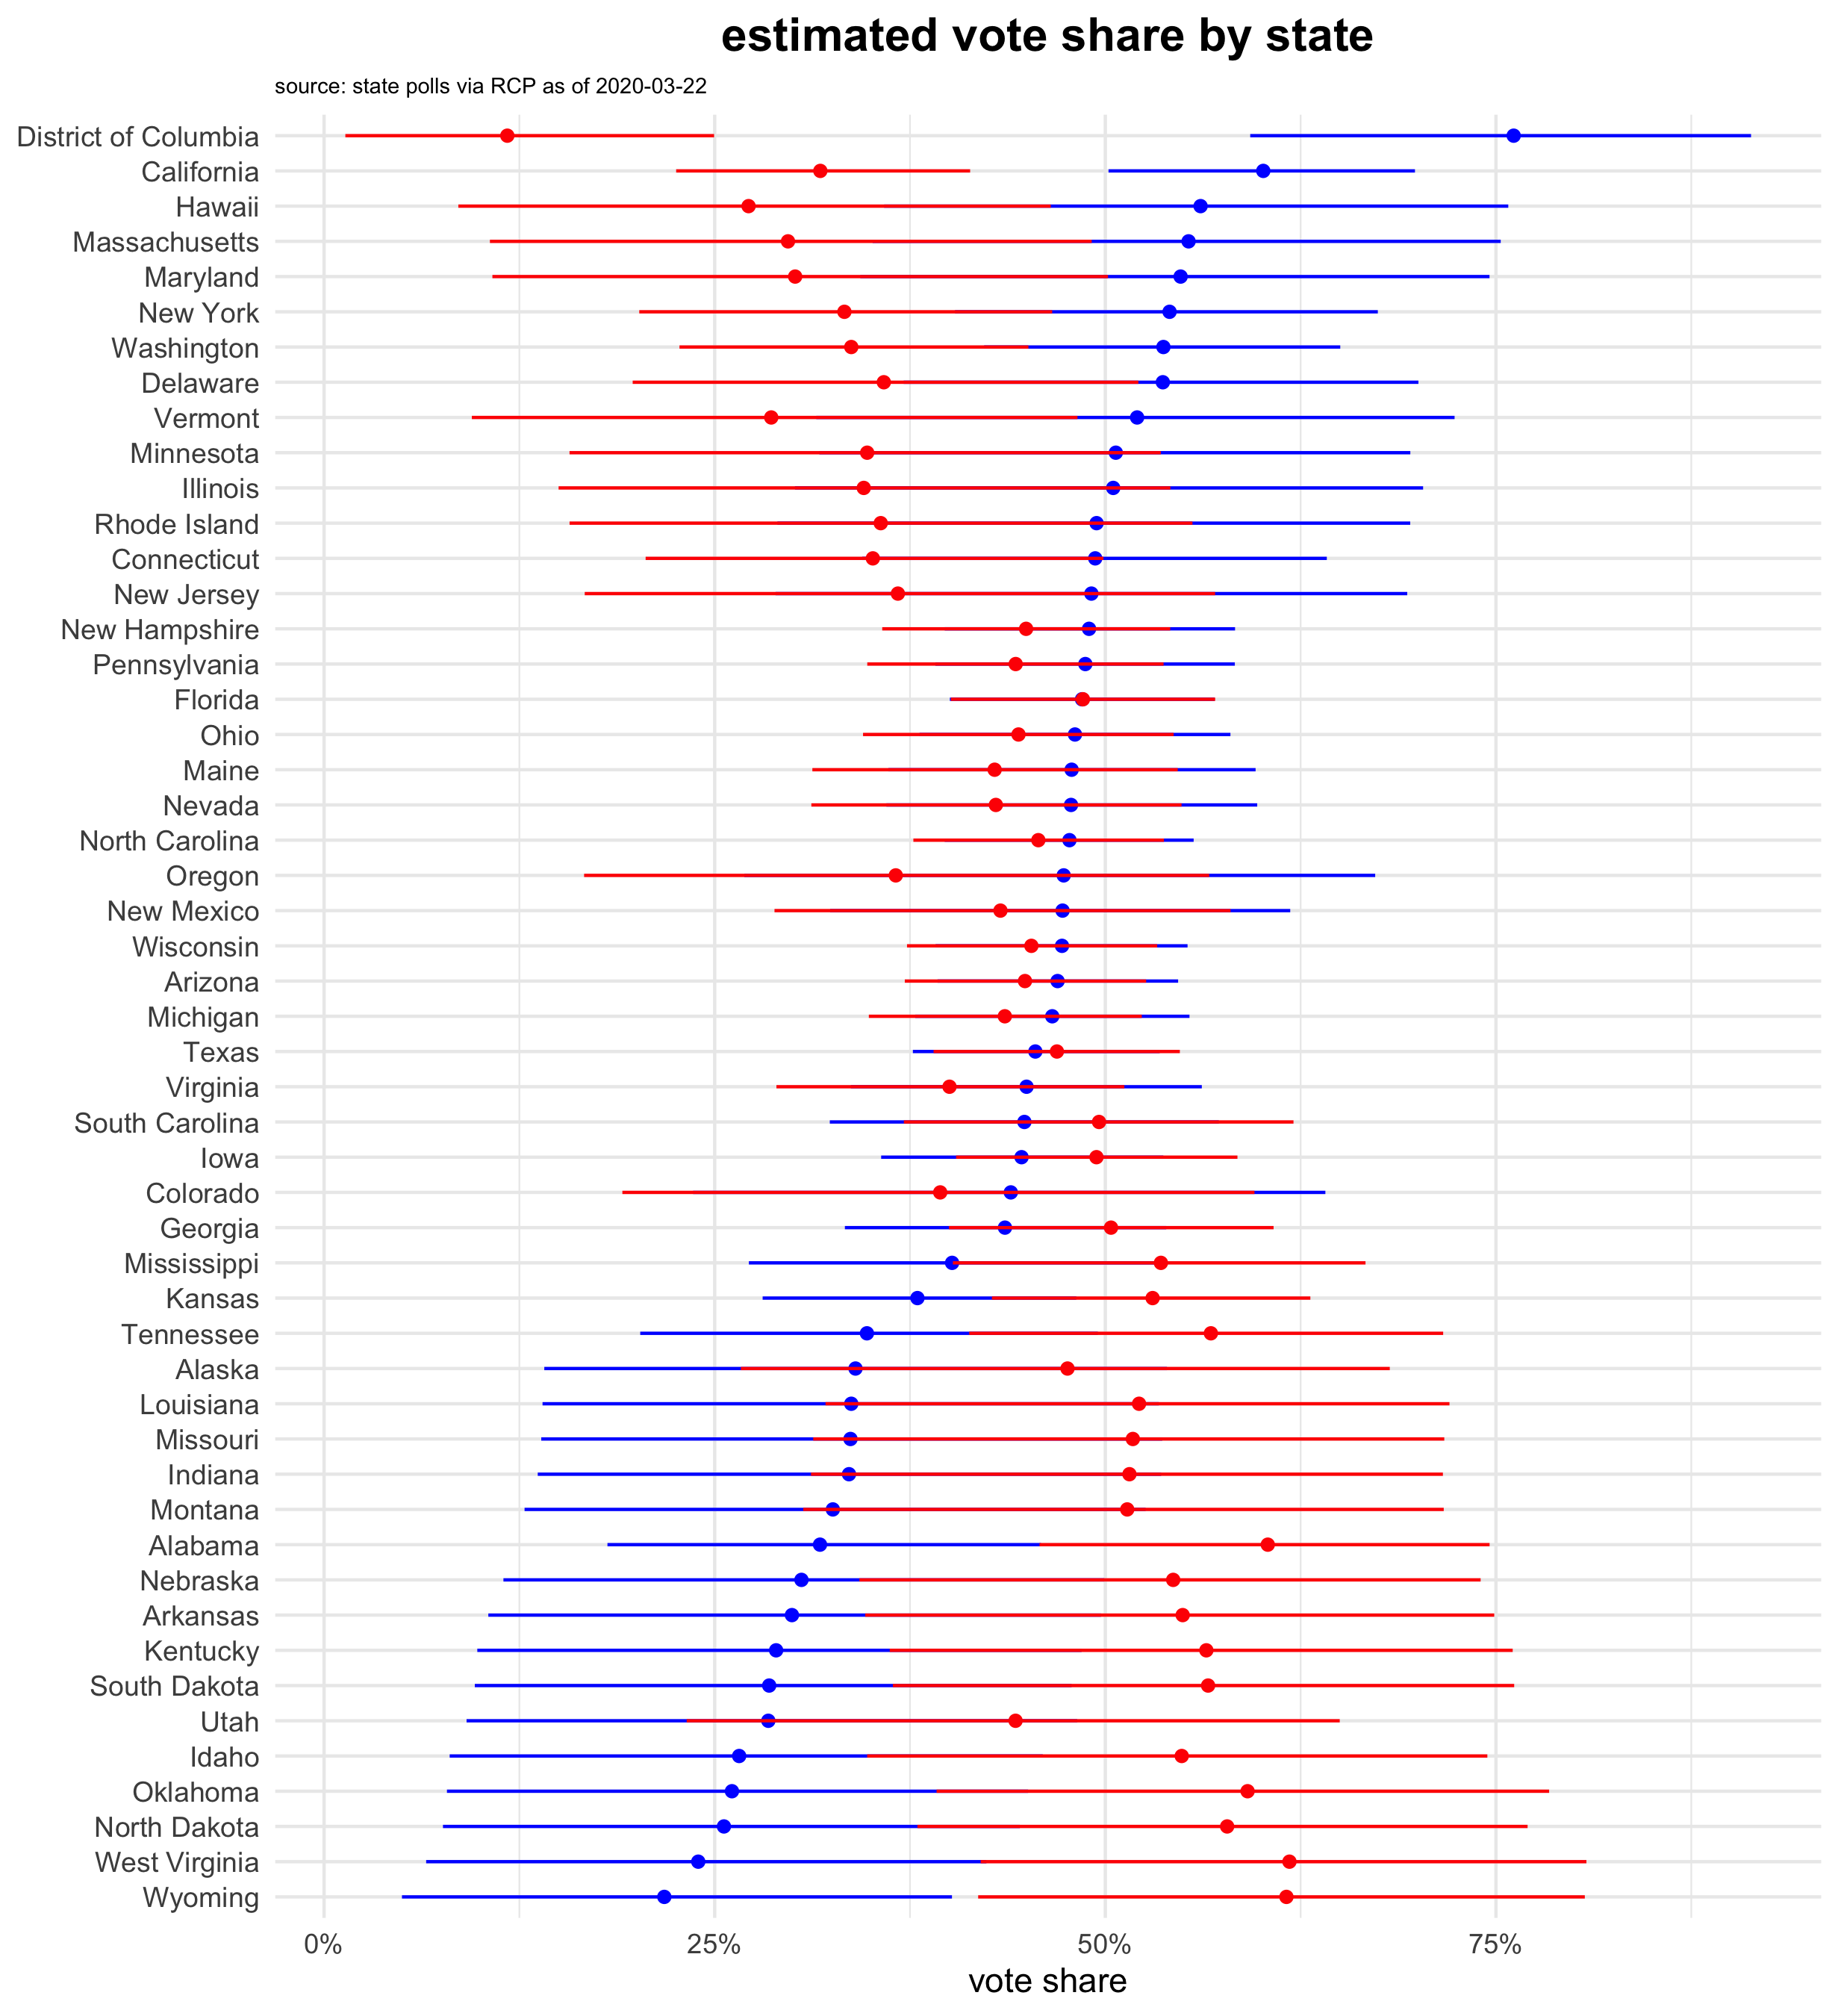 estimated vote share by state
source: state polls via RCP as of 2020-03-22
District of Columbia
California
Hawaii
Massachusetts
Maryland
New York
Washington
Delaware
Vermont
Minnesota
Illinois
Rhode Island
Connecticut
New Jersey
New Hampshire
Pennsylvania
Florida
Ohio
Maine
Nevada
North Carolina
Oregon
New Mexico
Wisconsin
Arizona
Michigan
Texas
Virginia
South Carolina
Iowa
Colorado
Georgia
Mississippi
Kansas
Tennessee
Alaska
Louisiana
Missouri
Indiana
Montana
Alabama
Nebraska
Arkansas
Kentucky
South Dakota
Utah
Idaho
Oklahoma
North Dakota
West Virginia
Wyoming
0% 25% 50% 75%
vote share